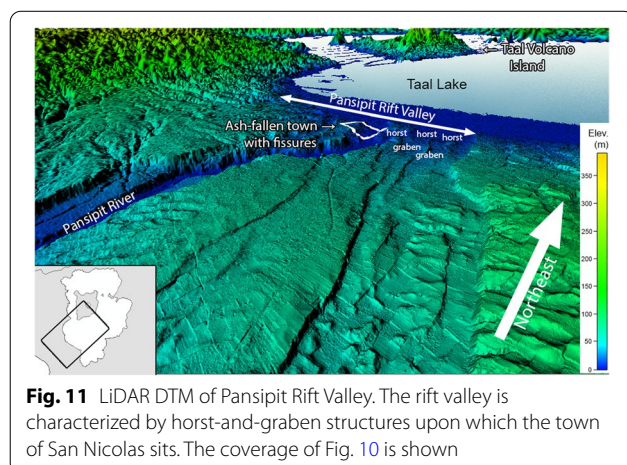 Taal Volcano
Island
Taal Lake
Pansipit Rift Valley
Ash-fallen town
with fissures
horst horst horst
graben graben
Pansipit River
Northeast
Elev.
(m)
350
300
250
200
150
100
50
0
Fig. 11 LiDAR DTM of Pansipit Rift Valley. The rift valley is
characterized by horst-and-graben structures upon which the town
of San Nicolas sits. The coverage of Fig. 10 is shown